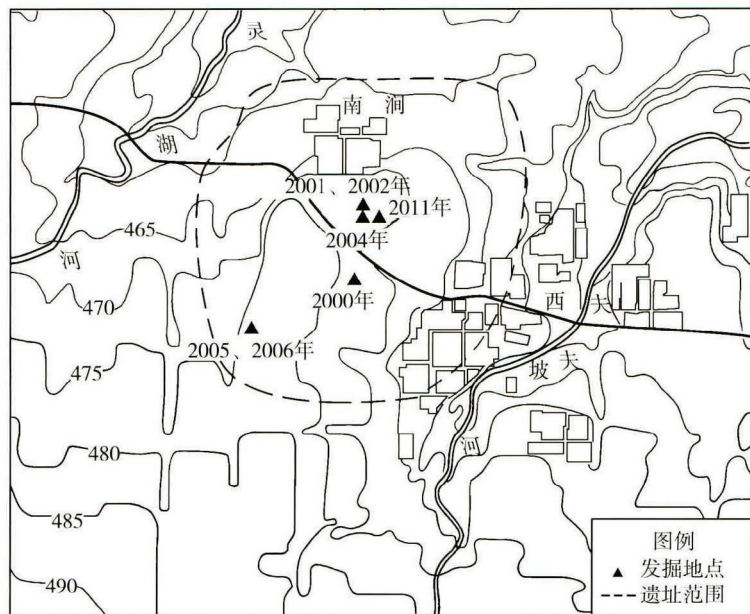 灵
湖
河
南 涧
2001、2002年
2011年
2004年
465
2000年
470
西 夫
2005、2006年
475
坡 夫
河
480
485
490
图例
▲ 发掘地点
遗址范围